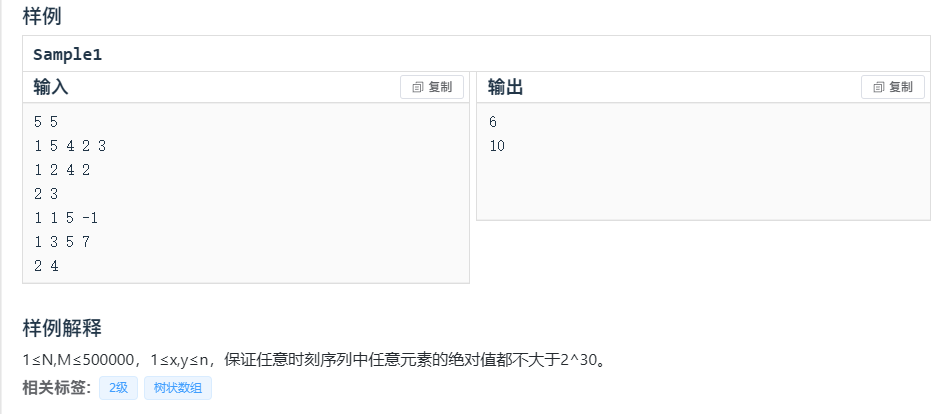 样例
Sample1
输入 复制
5 5
1 5 4 2 3
1 2 4 2
2 3
1 1 5 -1
1 3 5 7
2 4
输出 复制
6
10
样例解释
1≤N,M≤500000，1≤x,y≤n，保证任意时刻序列中任意元素的绝对值都不大于2^30。
相关标签: 2级 树状数组